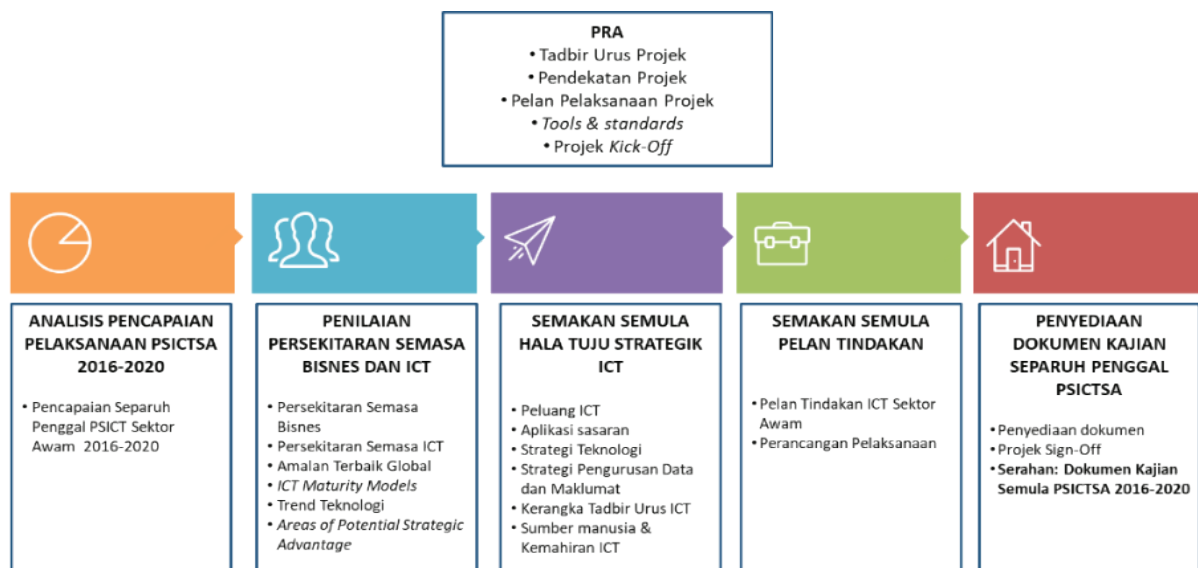 PRA
• Tadbir Urus Projek
• Pendekatan Projek
• Pelan Pelaksanaan Projek
• Tools & standards
• Projek Kick-Off
ANALISIS PENCAPAIAN
PELAKSANAAN PSICTSA
2016-2020
• Pencapaian Separuh
Penggal PSICT Sektor
Awam 2016-2020
PENILAIAN
PERSEKITARAN SEMASA
BISNES DAN ICT
• Persekitaran Semasa
Bisnes
• Persekitaran Semasa ICT
• Amalan Terbaik Global
• ICT Maturity Models
• Trend Teknologi
• Areas of Potential Strategic
Advantage
SEMAKAN SEMULA
HALA TUJU STRATEGIK
ICT
• Peluang ICT
• Aplikasi sasaran
• Strategi Teknologi
• Strategi Pengurusan Data
dan Maklumat
• Kerangka Tadbir Urus ICT
• Sumber manusia &
Kemahiran ICT
SEMAKAN SEMULA
PELAN TINDAKAN
• Pelan Tindakan ICT Sektor
Awam
• Perancangan Pelaksanaan
PENYEDIAAN
DOKUMEN KAJIAN
SEPARUH PENGGAL
PSICTSA
• Penyediaan dokumen
• Projek Sign-Off
• Serahan: Dokumen Kajian
Semula PSICTSA 2016-2020